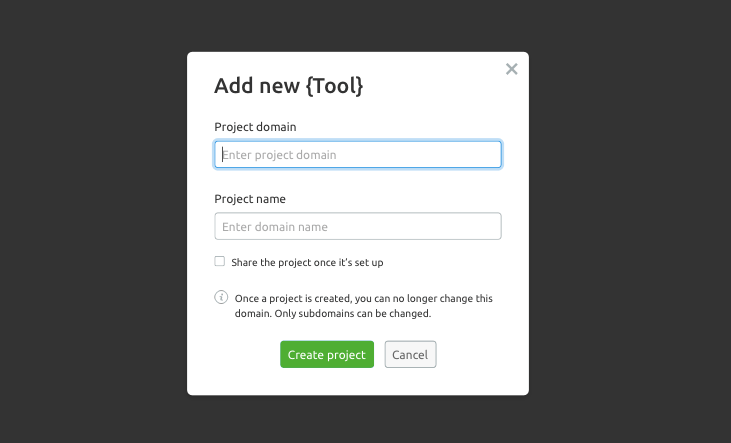 Add new {Tool}
Project domain
Enter project domain
Project name
Enter domain name
Share the project once it's set up
Once a project is created, you can no longer change this
domain. Only subdomains can be changed.
Create project
Cancel